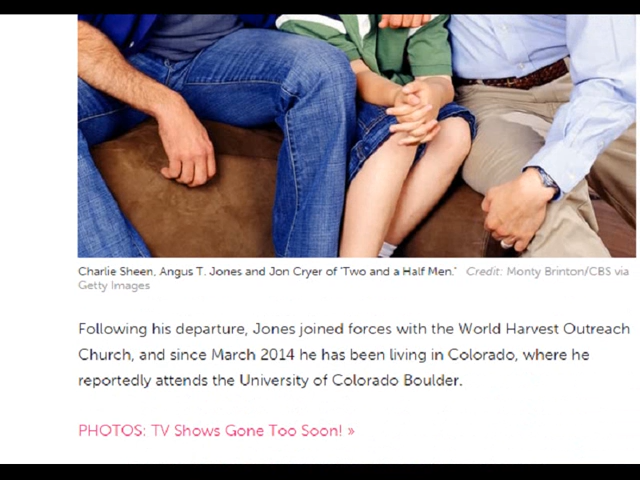 Charlie Sheen, Angus T. Jones and Jon Cryer of 'Two and a Half Men.' Credit: Monty Brinton/CBS via
Getty Images
Following his departure, Jones joined forces with the World Harvest Outreach
Church, and since March 2014 he has been living in Colorado, where he
reportedly attends the University of Colorado Boulder.
PHOTOS: TV Shows Gone Too Soon! »